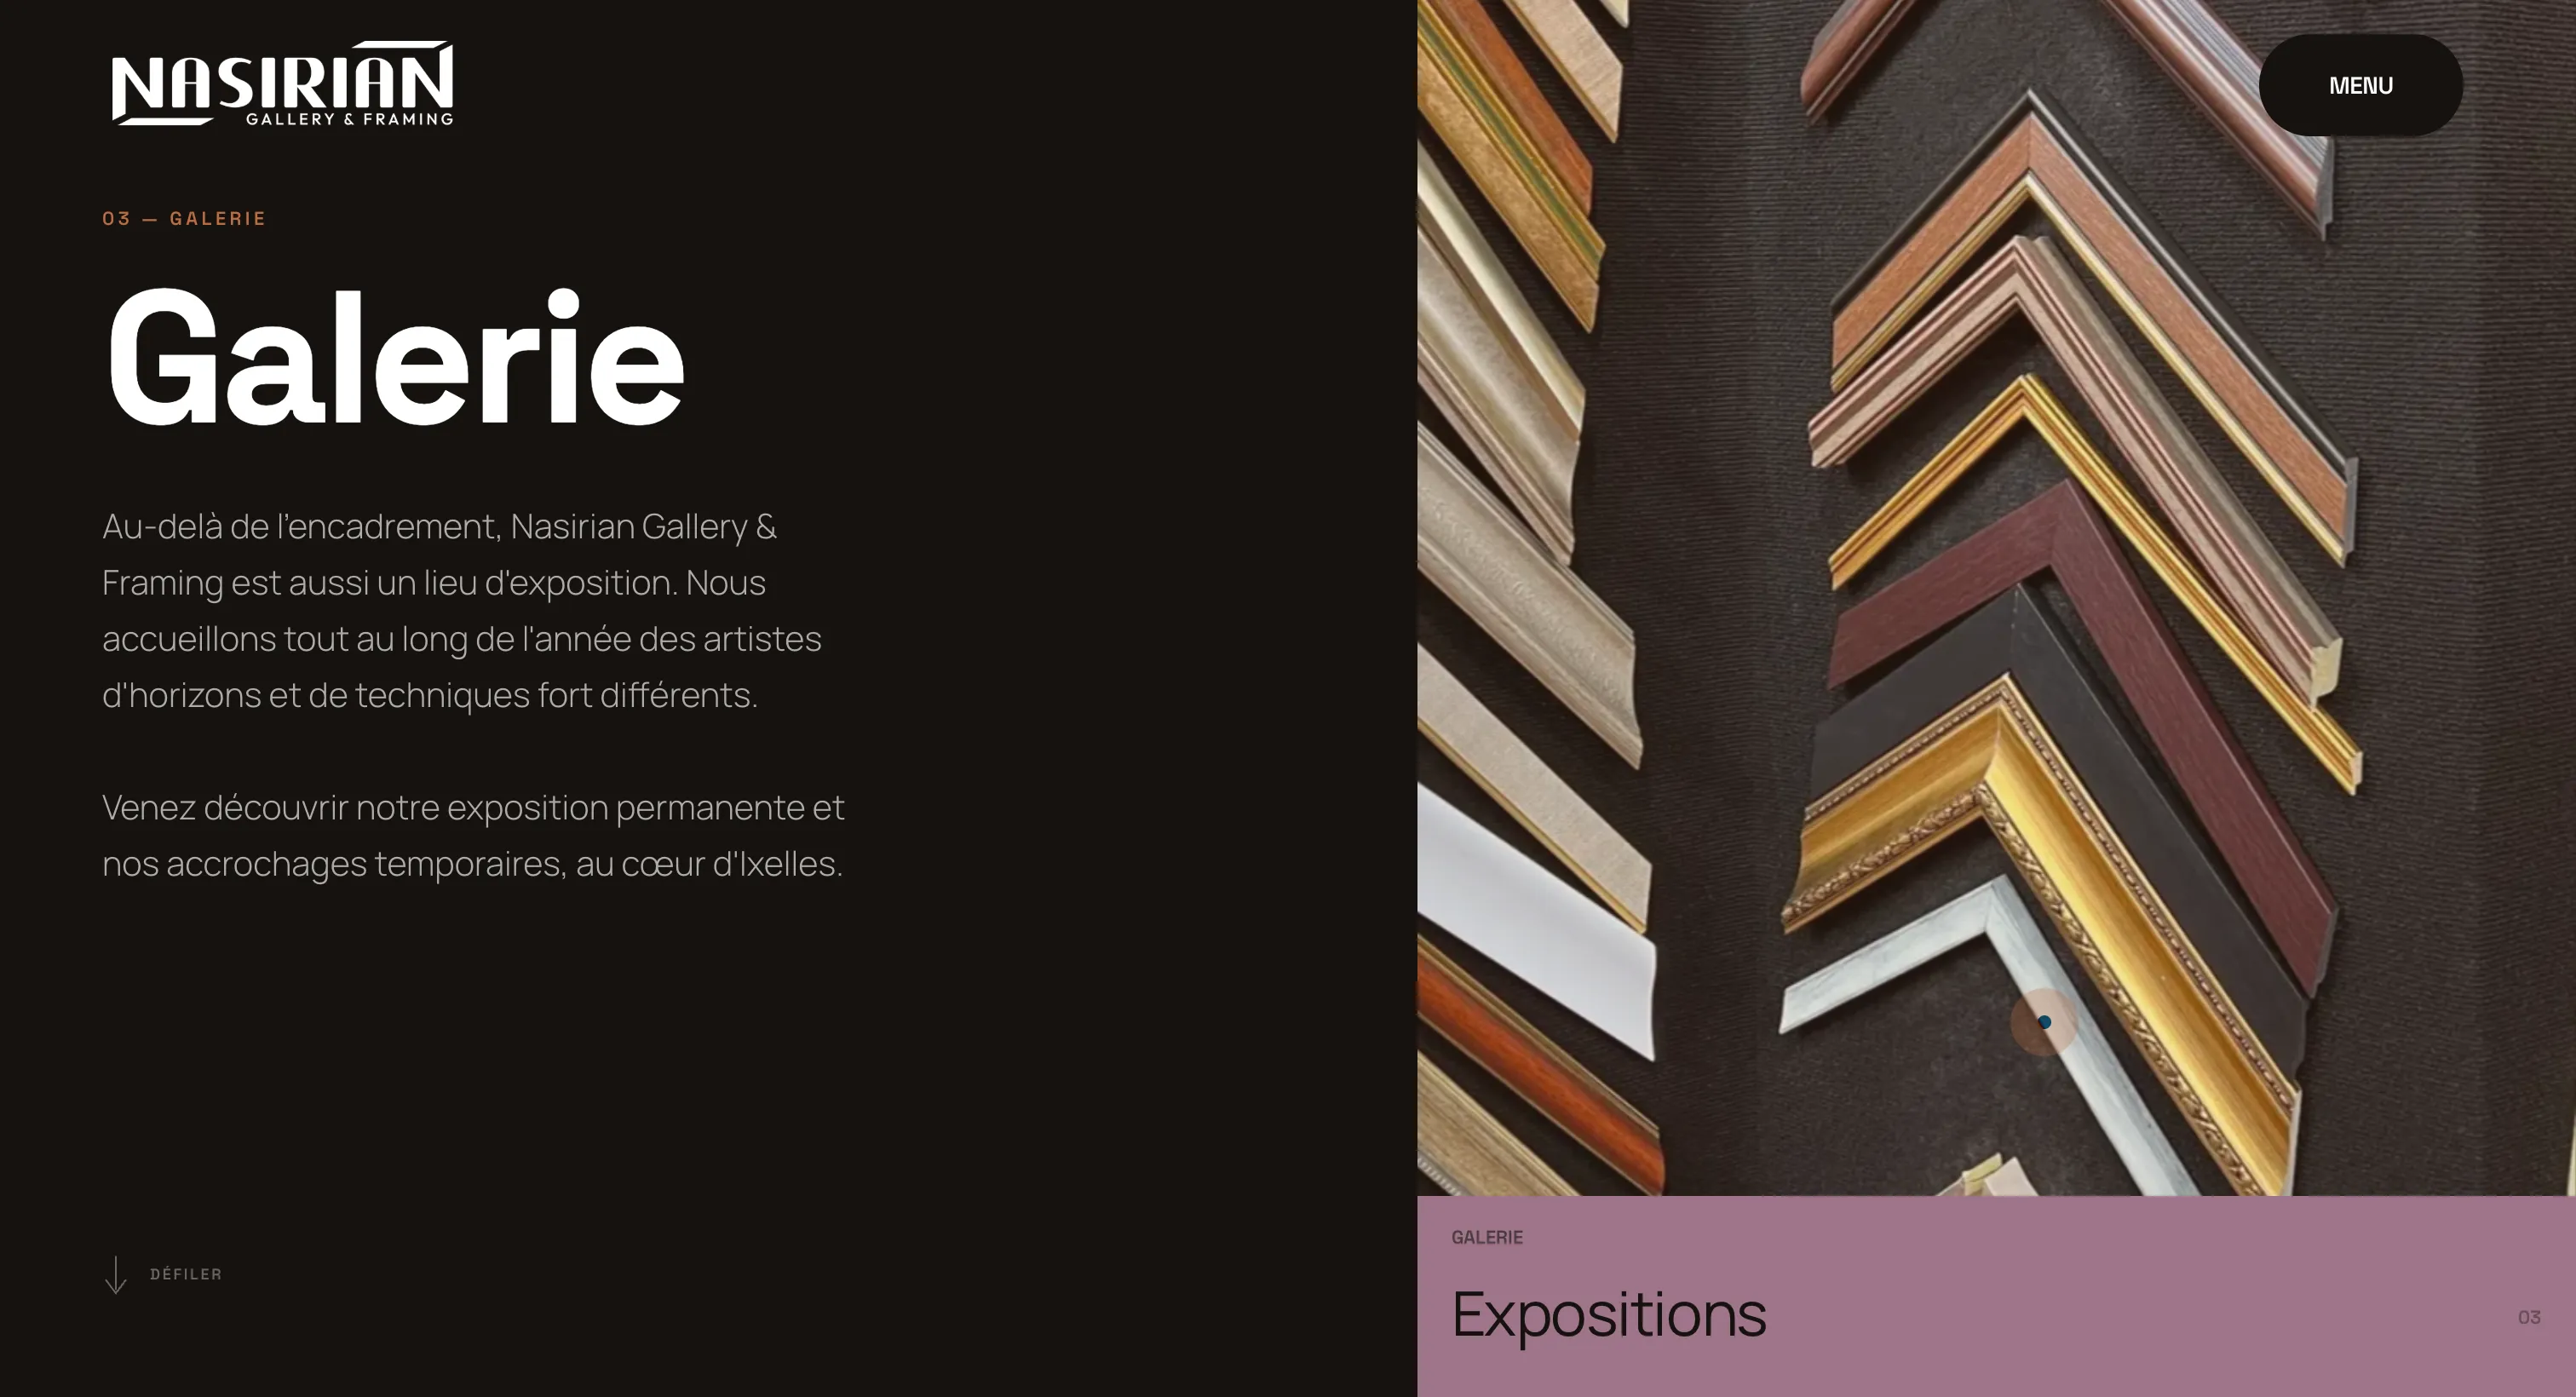 NASIRIAN
GALLERY & FRAMING
MENU
03 — GALERIE
Galerie
Au-delà de l’encadrement, Nasirian Gallery &
Framing est aussi un lieu d'exposition. Nous
accueillons tout au long de l'année des artistes
d'horizons et de techniques fort différents.
Venez découvrir notre exposition permanente et
nos accrochages temporaires, au cœur d'Ixelles.
DÉFILER
GALERIE
Expositions
03